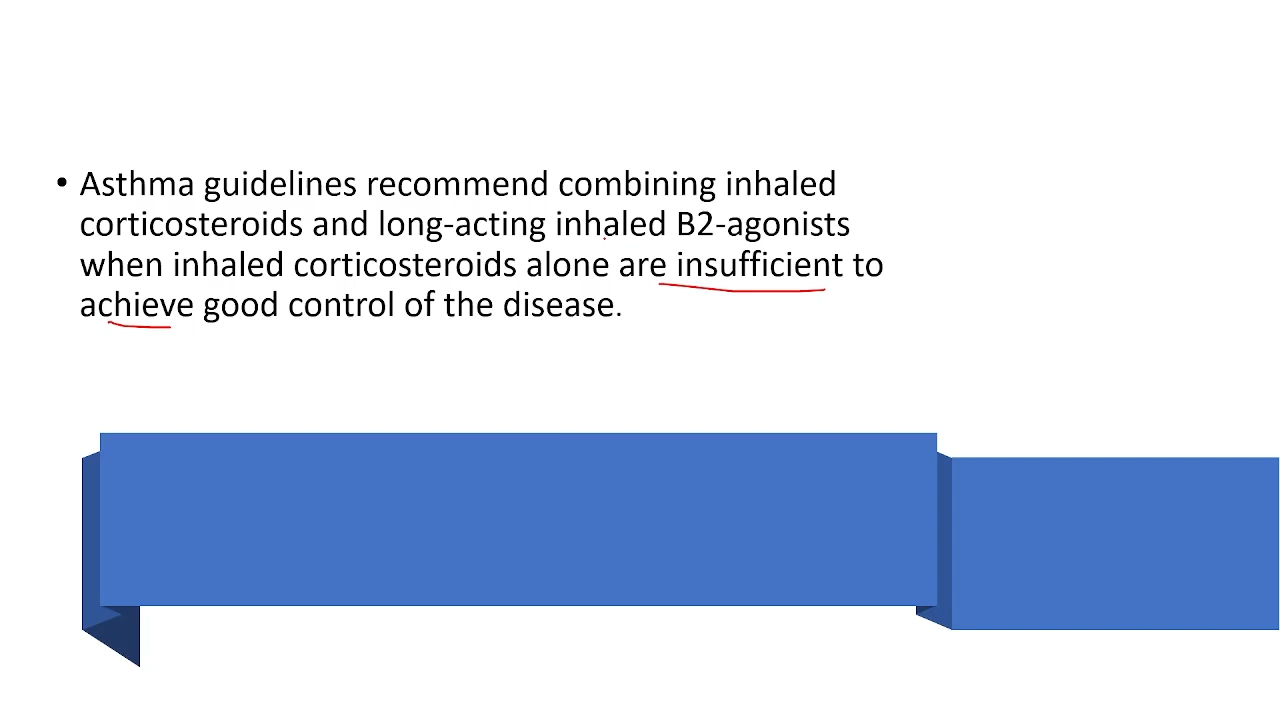 • Asthma guidelines recommend combining inhaled
corticosteroids and long-acting inhaled B2-agonists
when inhaled corticosteroids alone are insufficient to
achieve good control of the disease.